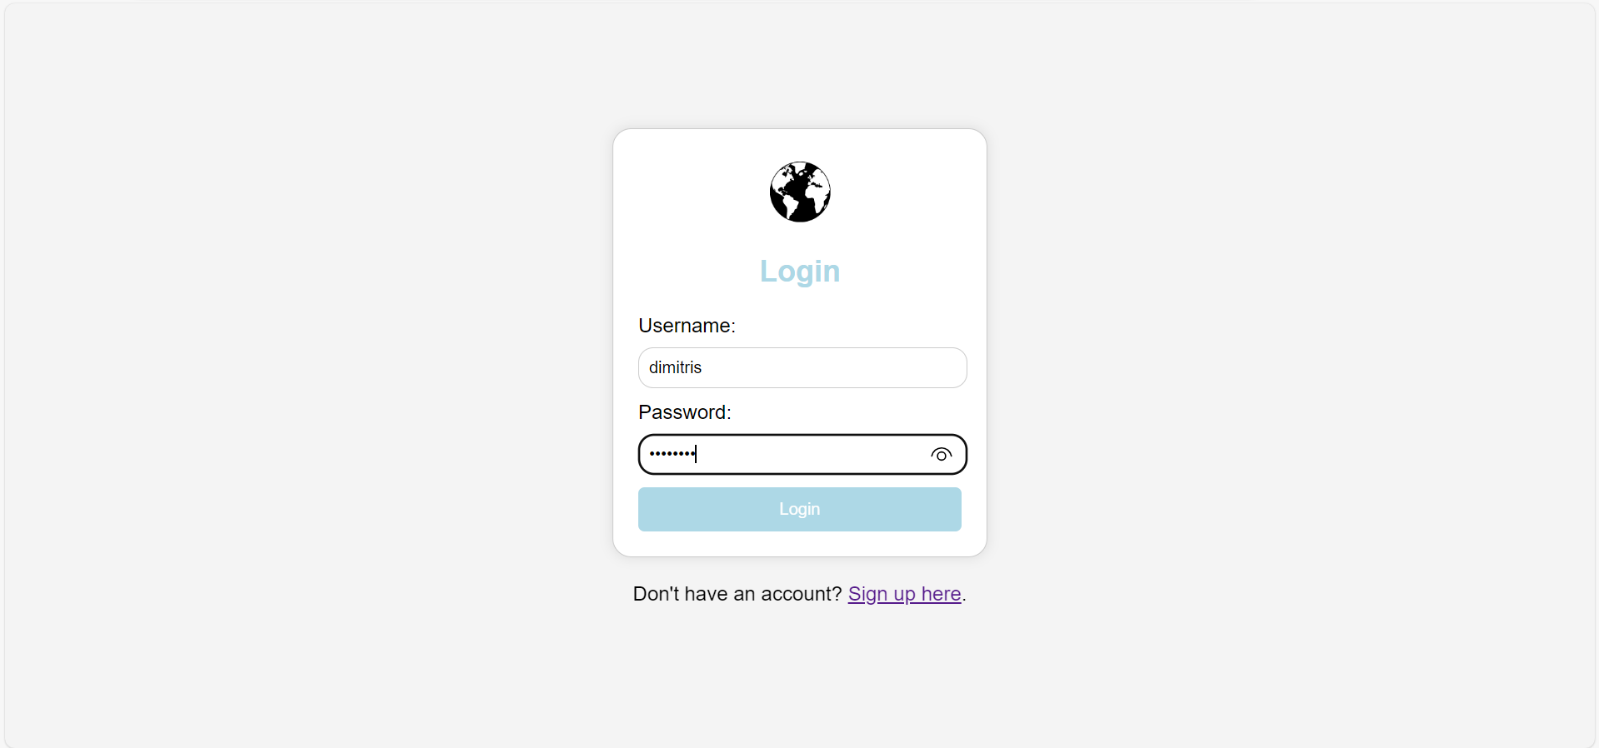 Login
Username:
dimitris
Password:
••••••••
Login
Don't have an account? Sign up here.